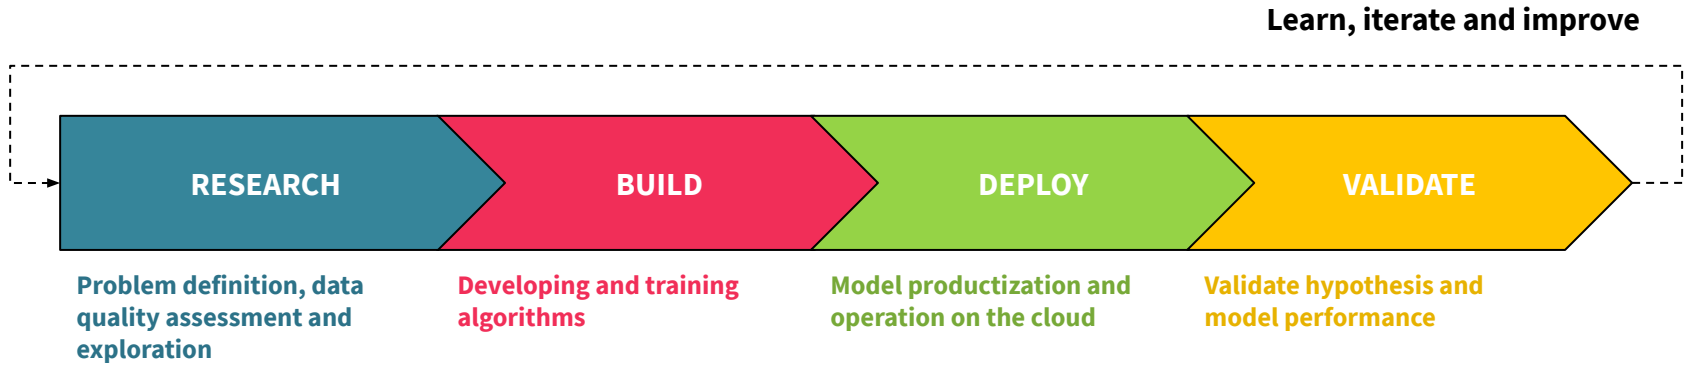 Learn, iterate and improve
RESEARCH
BUILD
DEPLOY
VALIDATE
Problem definition, data
quality assessment and
exploration
Developing and training
algorithms
Model productization and
operation on the cloud
Validate hypothesis and
model performance